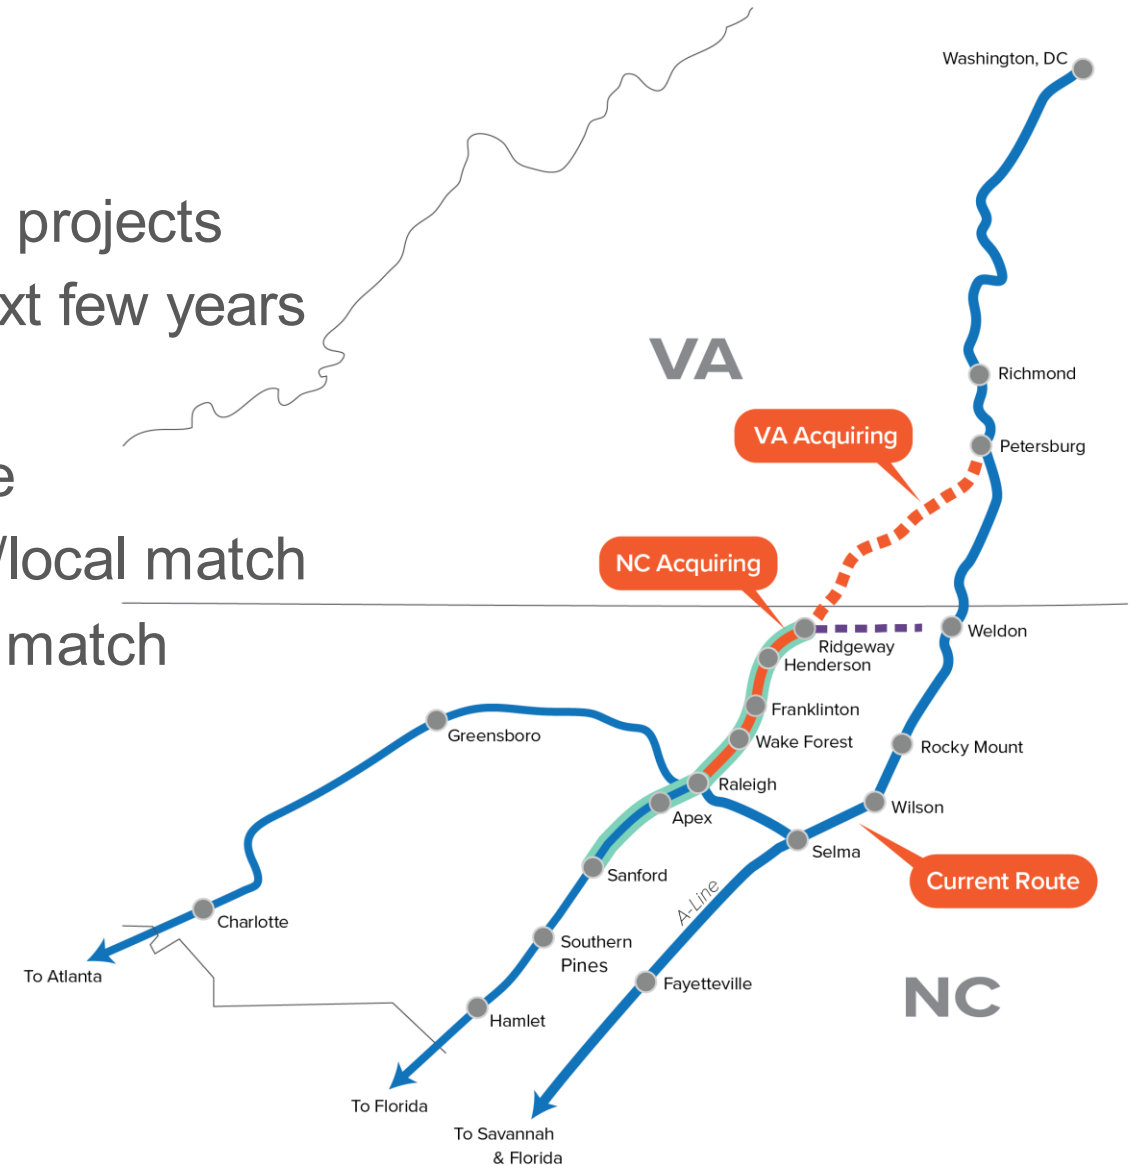 Washington, DC
projects
xt few years
VA
Richmond
VA Acquiring
Petersburg
e
/local match
NC Acquiring
match
Weldon
Ridgeway
Henderson
Franklinton
Greensboro
Wake Forest
Rocky Mount
Raleigh
Apex
Wilson
Selma
Sanford
Current Route
A-Line
Charlotte
Southern
Pines
To Atlanta
Fayetteville
NC
Hamlet
To Florida
To Savannah
& Florida